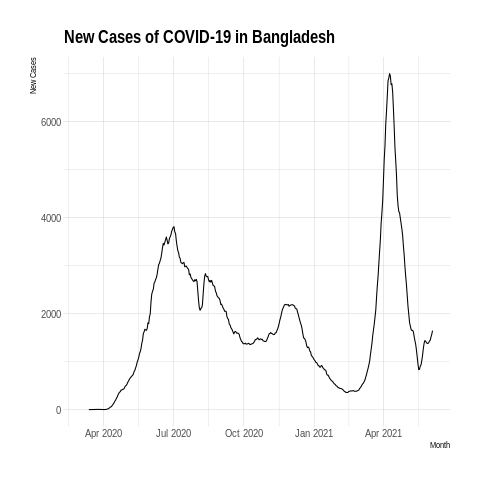 New Cases of COVID-19 in Bangladesh
New Cases
6000
4000
2000
0
Apr 2020 Jul 2020 Oct 2020 Jan 2021 Apr 2021
Month